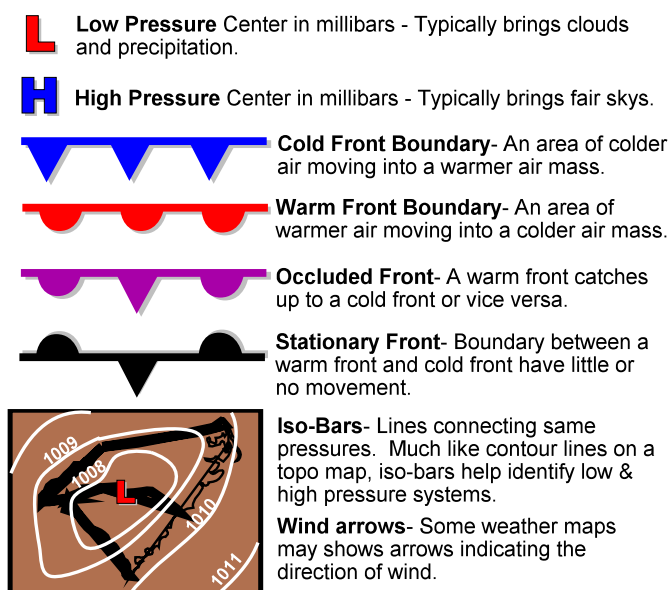 L
Low Pressure Center in millibars - Typically brings clouds
and precipitation.
H
High Pressure Center in millibars - Typically brings fair skys.
Cold Front Boundary- An area of colder
air moving into a warmer air mass.
Warm Front Boundary- An area of
warmer air moving into a colder air mass.
Occluded Front- A warm front catches
up to a cold front or vice versa.
Stationary Front- Boundary between a
warm front and cold front have little or
no movement.
Iso-Bars- Lines connecting same
pressures. Much like contour lines on a
topo map, iso-bars help identify low &
high pressure systems.
Wind arrows- Some weather maps
may shows arrows indicating the
direction of wind.
1009
1008
L
1010
1011